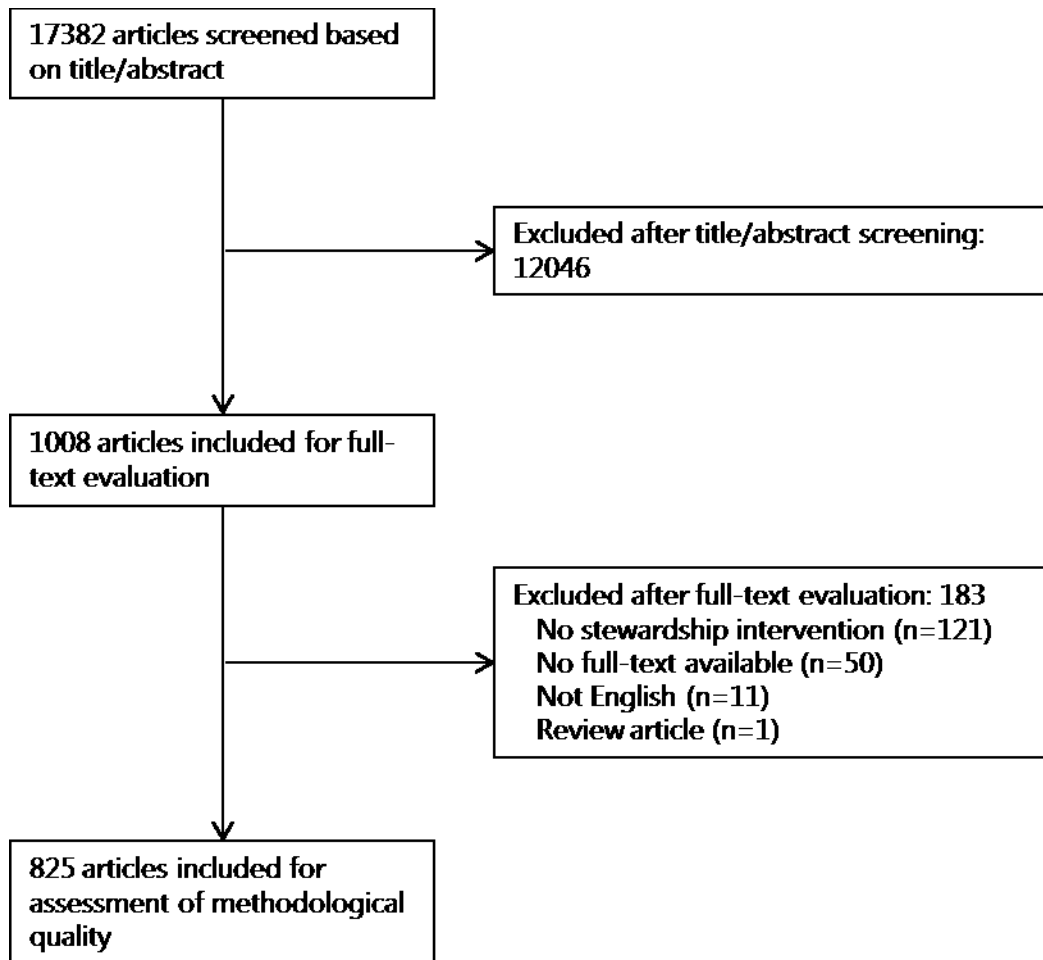 17382 articles screened based
on title/abstract
Excluded after title/abstract screening:
12046
1008 articles included for full-
text evaluation
Excluded after full-text evaluation: 183
No stewardship intervention (n=121)
No full-text available (n=50)
Not English (n=11)
Review article (n=1)
825 articles included for
assessment of methodological
quality